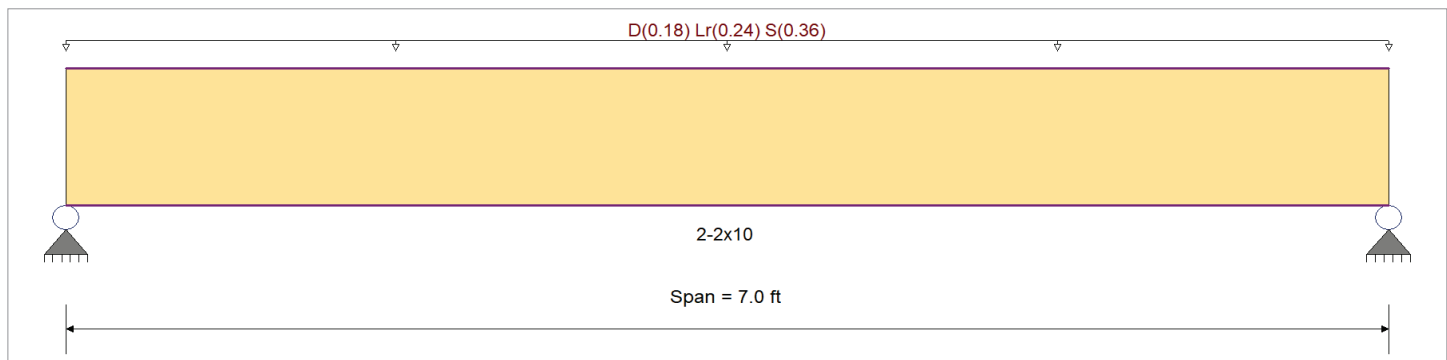 D(0.18) Lr(0.24) S(0.36)
2-2x10
Span = 7.0 ft